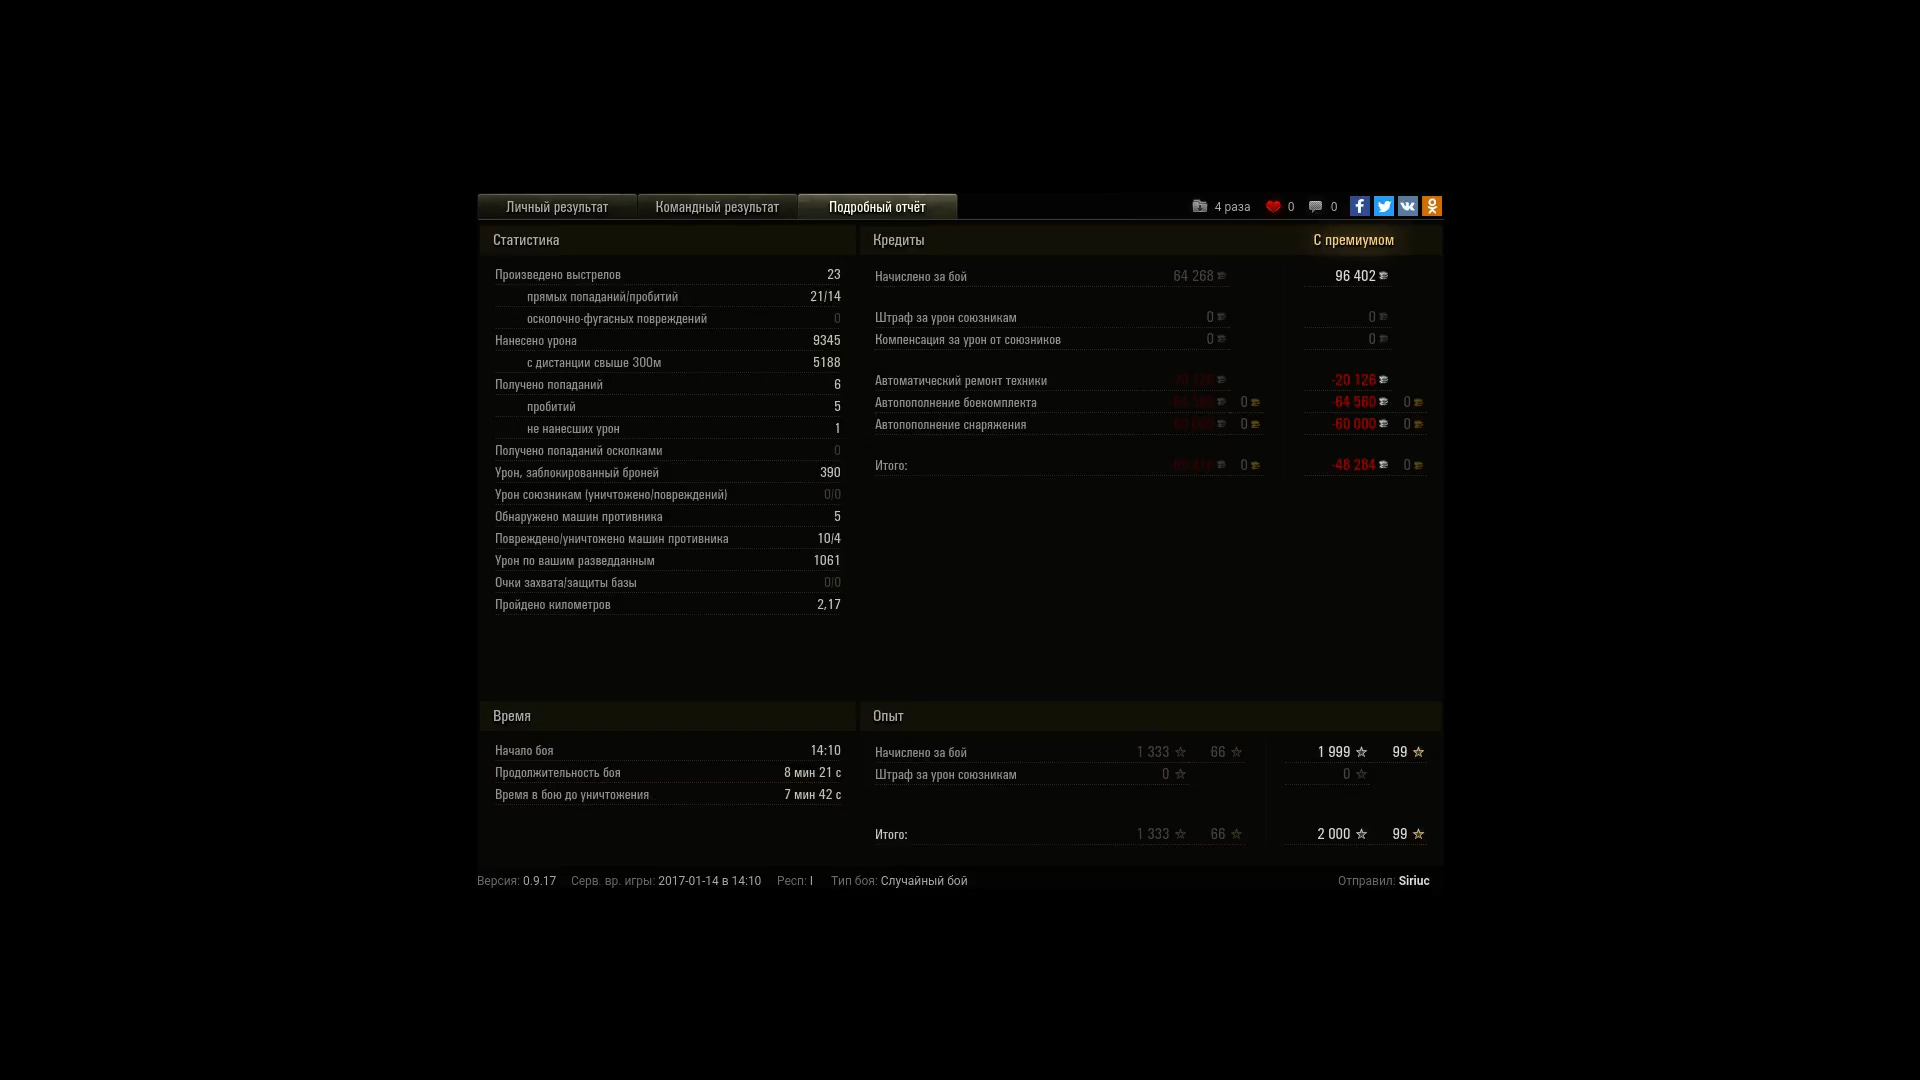 Личный результат Командный результат Подробный отчёт 4 раза 0 0
Статистика
Произведено выстрелов 23
прямых попаданий/пробитий 21/14
осколочно-фугасных повреждений 0
Нанесено урона 9345
с дистанции свыше 300м 5188
Получено попаданий 6
пробитий 5
не нанесших урон 1
Получено попаданий осколками 0
Урон, заблокированный броней 390
Урон союзникам (уничтожено/повреждений) 0/0
Обнаружено машин противника 5
Повреждено/уничтожено машин противника 10/4
Урон по вашим разведданным 1061
Очки захвата/защиты базы 0/0
Пройдено километров 2,17
Кредиты С премиумом
Начислено за бой 64 268 96 402
Штраф за урон союзникам 0 0
Компенсация за урон от союзников 0 0
Автоматический ремонт техники -20 126
Автопополнение боекомплекта 0 -64 560 0
Автопополнение снаряжения 0 -60 000 0
Итого: 0 -48 284 0
Время
Начало боя 14:10
Продолжительность боя 8 мин 21 с
Время в бою до уничтожения 7 мин 42 с
Опыт
Начислено за бой 1 333 66 1 999 99
Штраф за урон союзникам 0 0
Итого: 1 333 66 2 000 99
Версия: 0.9.17 Серв. вр. игры: 2017-01-14 в 14:10 Респ: I Тип боя: Случайный бой Отправил: Siriuc